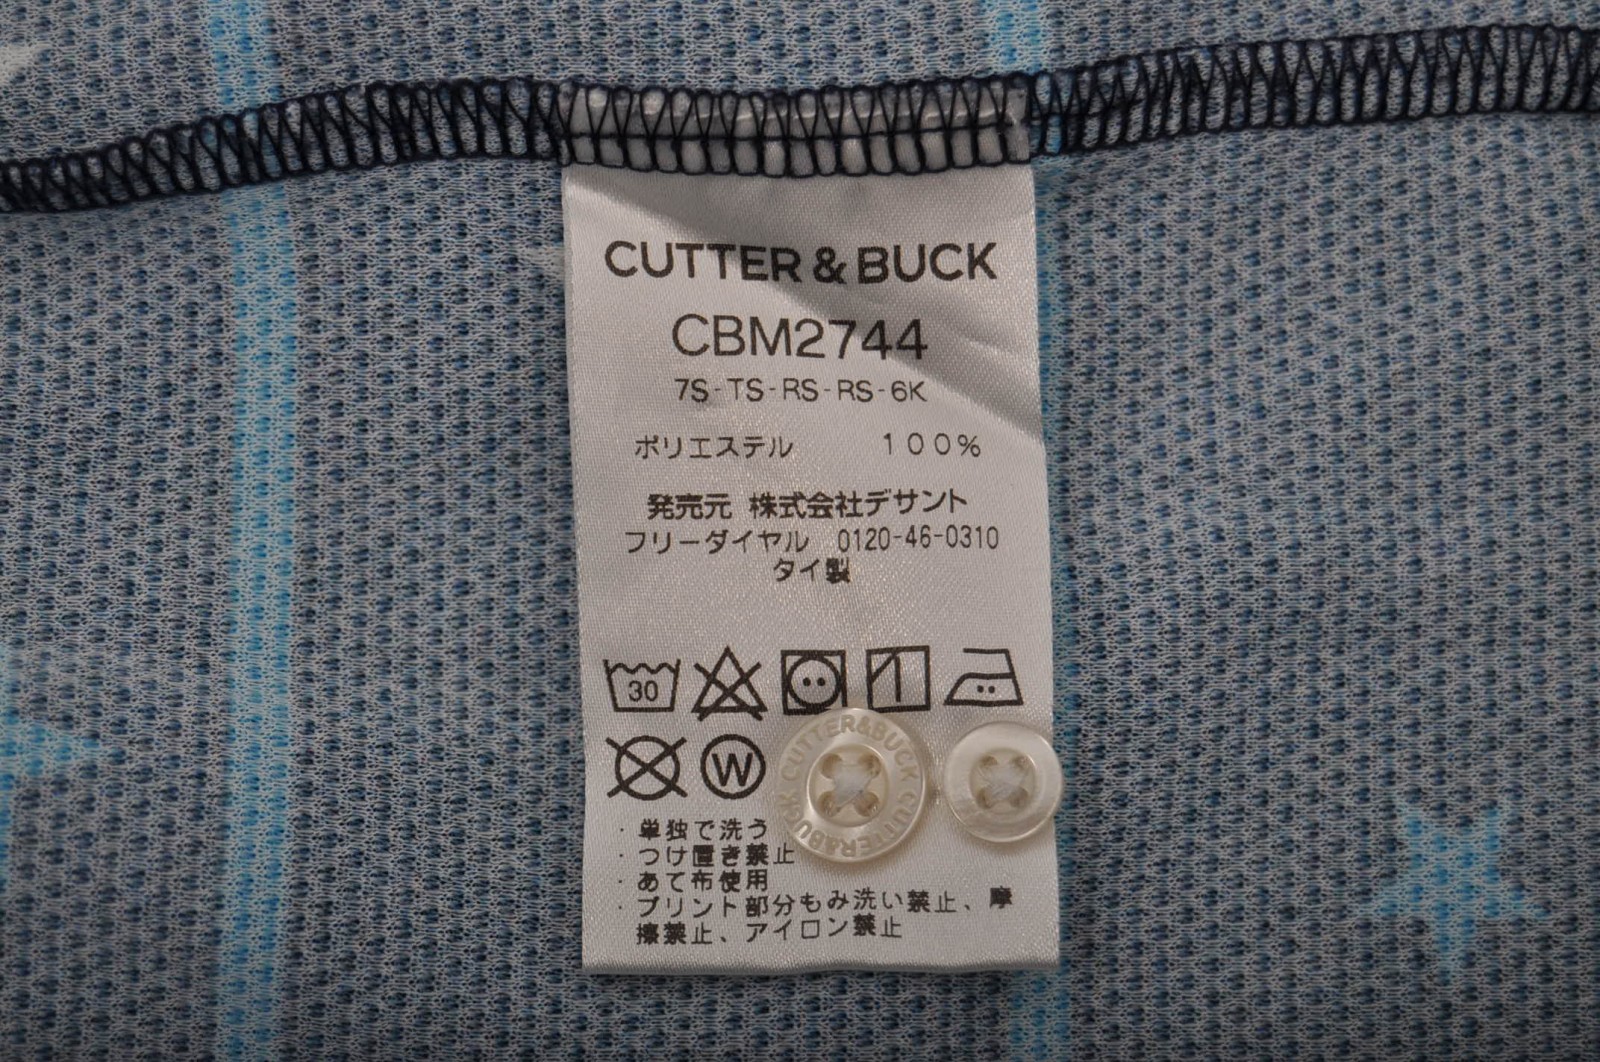 CUTTER & BUCK
CBM2744
7S-TS-RS-RS-6K
ポリエステル 100%
発売元 株式会社デサント
フリーダイヤル 0120-46-0310
タイ製
30
W
CUTTER&BUCK CUTTER&BUCK
・単独で洗う
・つけ置き禁止
・あて布使用
・プリント部分もみ洗い禁止、摩
擦禁止、アイロン禁止